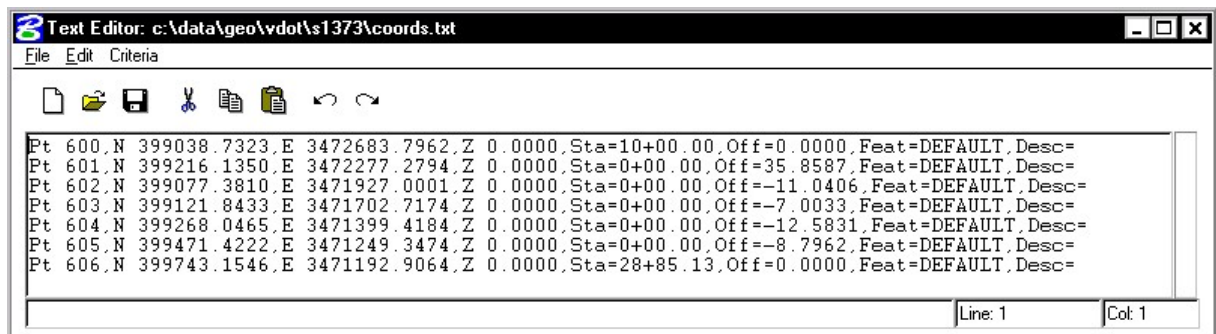 Text Editor: c:\data\geo\vdot\s1373\coords.txt
File Edit Criteria
Pt 600,N 399038.7323,E 3472683.7962,Z 0.0000,Sta=10+00.00,Off=0.0000,Feat=DEFAULT,Desc=
Pt 601,N 399216.1350,E 3472277.2794,Z 0.0000,Sta=0+00.00,Off=35.8587,Feat=DEFAULT,Desc=
Pt 602,N 399077.3810,E 3471927.0001,Z 0.0000,Sta=0+00.00,Off=-11.0406,Feat=DEFAULT,Desc=
Pt 603,N 399121.8433,E 3471702.7174,Z 0.0000,Sta=0+00.00,Off=-7.0033,Feat=DEFAULT,Desc=
Pt 604,N 399268.0465,E 3471399.4184,Z 0.0000,Sta=0+00.00,Off=-12.5831,Feat=DEFAULT,Desc=
Pt 605,N 399471.4222,E 3471249.3474,Z 0.0000,Sta=0+00.00,Off=-8.7962,Feat=DEFAULT,Desc=
Pt 606,N 399743.1546,E 3471192.9064,Z 0.0000,Sta=28+85.13,Off=0.0000,Feat=DEFAULT,Desc=
Line: 1 Col: 1